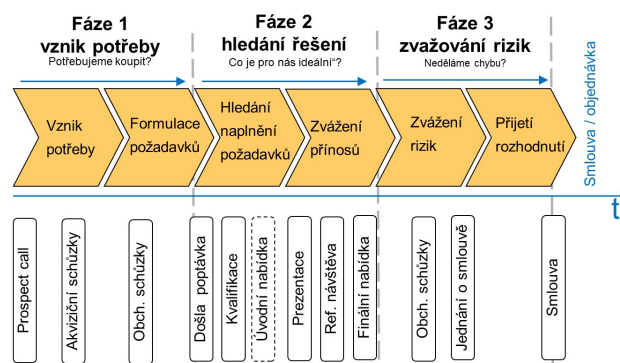 Fáze 1
vznik potřeby
Potřebujeme koupit?
Fáze 2
hledání řešení
Co je pro nás ideální“?
Fáze 3
zvažování rizik
Neděláme chybu?
Vznik
potřeby
Formulace
požadavků
Hledání
naplnění
požadavků
Zvážení
přínosů
Zvážení
rizik
Přijetí
rozhodnutí
Smlouva / objednávka
t
Prospect call
Akviziční schůzky
Obch. schůzky
Došla poptávka
Kvalifikace
Úvodní nabídka
Prezentace
Ref. návštěva
Finální nabídka
Obch. schůzky
Jednání o smlouvě
Smlouva